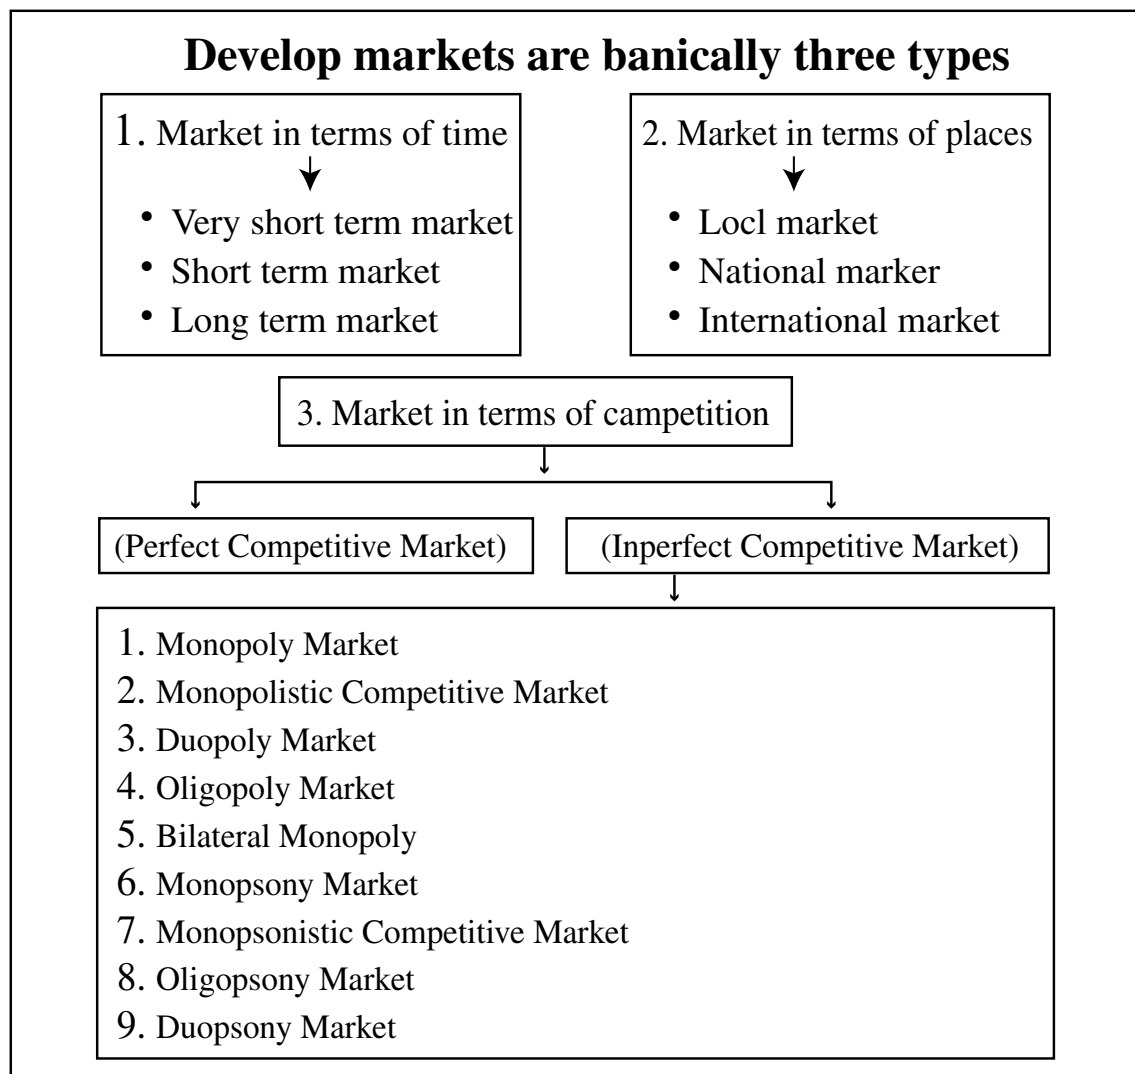 Develop markets are banically three types
1. Market in terms of time
• Very short term market
• Short term market
• Long term market
2. Market in terms of places
• Locl market
• National marker
• International market
3. Market in terms of campetition
(Perfect Competitive Market)
(Inperfect Competitive Market)
1. Monopoly Market
2. Monopolistic Competitive Market
3. Duopoly Market
4. Oligopoly Market
5. Bilateral Monopoly
6. Monopsony Market
7. Monopsonistic Competitive Market
8. Oligopsony Market
9. Duopsony Market